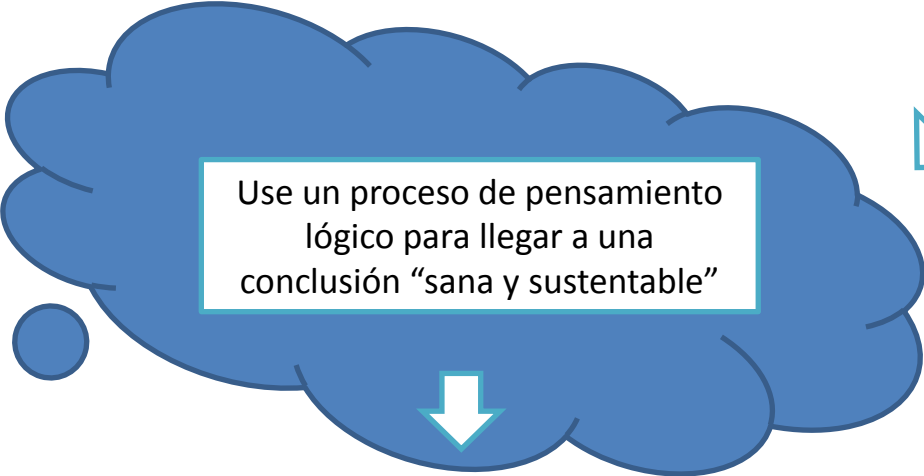 Use un proceso de pensamiento
lógico para llegar a una
conclusión “sana y sustentable”